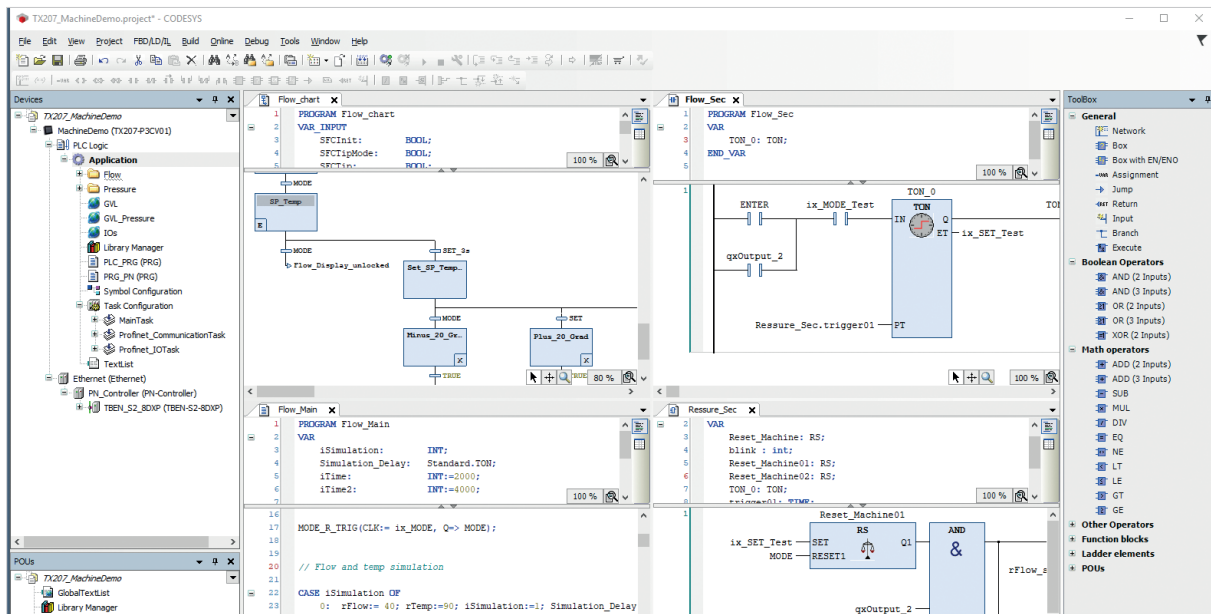 TX207_MachineDemo.project* - CODESYS
File Edit View Project FBD/LD/IL Build Online Debug Tools Window Help
Devices
TX207_MachineDemo
MachineDemo (TX207-P3CV01)
PLC Logic
Application
Flow
Pressure
GVL
GVL_Pressure
IOs
Library Manager
PLC_PRG (PRG)
PRG_PN (PRG)
Symbol Configuration
Task Configuration
MainTask
Profinet_CommunicationTask
Profinet_IOTask
TextList
Ethernet (Ethernet)
PN_Controller (PN-Controller)
TBEN_S2_8DXP (TBEN-S2-8DXP)
POUs
TX207_MachineDemo
GlobalTextList
Library Manager
Flow_chart
1 PROGRAM Flow_chart
2 VAR_INPUT
3 SFCInit: BOOL;
4 SFCTipMode: BOOL;
5 SFCTip: BOOL;
100 %
MODE
SP_Temp
E
MODE SET_3s
Flow_Display_unlocked
Set_SP_Temp..
MODE SET
Minus_20_Gr.. Plus_20_Grad
X X
TRUE TRUE
80 %
Flow_Sec
1 PROGRAM Flow_Sec
2 VAR
3 TON_0: TON;
4 END_VAR
5
100 %
1
TON_0
ENTER ix_MODE_Test TON TON
IN Q
ET ix_SET_Test
qxOutput_2
Ressure_Sec.trigger01 PT
100 %
Flow_Main
1 PROGRAM Flow_Main
2 VAR
3 iSimulation: INT;
4 Simulation_Delay: Standard.TON;
5 iTime: INT:=2000;
6 iTime2: INT:=4000;
7
100 %
16
17 MODE_R_TRIG(CLK:= ix_MODE, Q=> MODE);
18
19
20 // Flow and temp simulation
21
22 CASE iSimulation OF
23 0: rFlow:= 40; rTemp:=90; iSimulation:=1; Simulation_Delay
Ressure_Sec
2 VAR
3 Reset_Machine: RS;
4 blink : int;
5 Reset_Machine01: RS;
6 Reset_Machine02: RS;
7 TON_0: TON;
8 trigger01: TIME;
100 %
1
Reset_Machine01
RS AND
ix_SET_Test SET Q1 &
MODE RESET1
rFlow_s
qxOutput_2
ToolBox
General
Network
Box
Box with EN/ENO
Assignment
Jump
Return
Input
Branch
Execute
Boolean Operators
AND (2 Inputs)
AND (3 Inputs)
OR (2 Inputs)
OR (3 Inputs)
XOR (2 Inputs)
Math operators
ADD (2 Inputs)
ADD (3 Inputs)
SUB
MUL
DIV
EQ
NE
LT
LE
GT
GE
Other Operators
Function blocks
Ladder elements
POUs